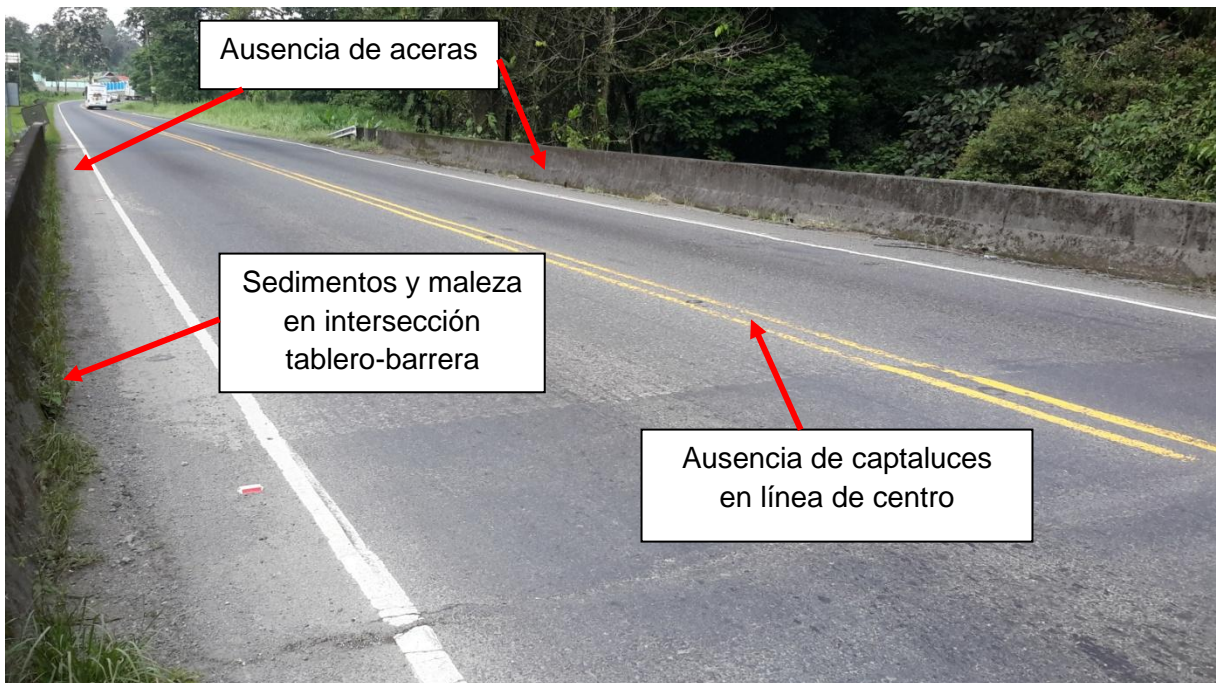 Ausencia de aceras
Sedimentos y maleza
en intersección
tablero-barrera
Ausencia de captaluces
en línea de centro